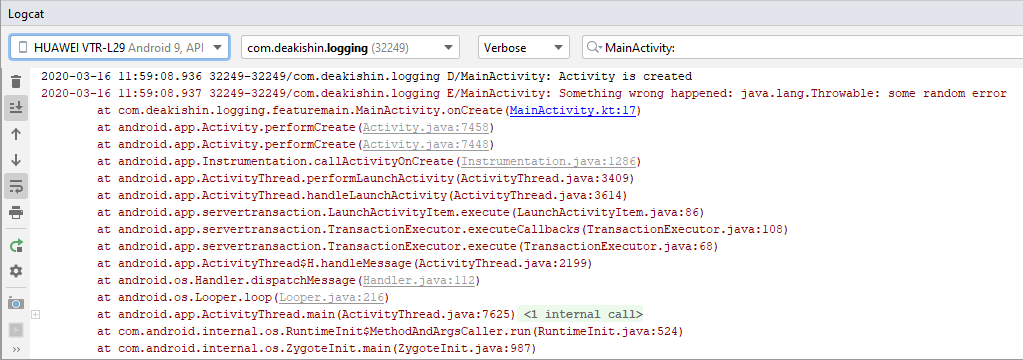 Logcat
HUAWEI VTR-L29 Android 9, API
com.deakishin.logging (32249)
Verbose
MainActivity:
2020-03-16 11:59:08.936 32249-32249/com.deakishin.logging D/MainActivity: Activity is created
2020-03-16 11:59:08.937 32249-32249/com.deakishin.logging E/MainActivity: Something wrong happened: java.lang.Throwable: some random error
at com.deakishin.logging.featuremain.MainActivity.onCreate(MainActivity.kt:17)
at android.app.Activity.performCreate(Activity.java:7458)
at android.app.Activity.performCreate(Activity.java:7448)
at android.app.Instrumentation.callActivityOnCreate(Instrumentation.java:1286)
at android.app.ActivityThread.performLaunchActivity(ActivityThread.java:3409)
at android.app.ActivityThread.handleLaunchActivity(ActivityThread.java:3614)
at android.app.servertransaction.LaunchActivityItem.execute(LaunchActivityItem.java:86)
at android.app.servertransaction.TransactionExecutor.executeCallbacks(TransactionExecutor.java:108)
at android.app.servertransaction.TransactionExecutor.execute(TransactionExecutor.java:68)
at android.app.ActivityThread$H.handleMessage(ActivityThread.java:2199)
at android.os.Handler.dispatchMessage(Handler.java:112)
at android.os.Looper.loop(Looper.java:216)
at android.app.ActivityThread.main(ActivityThread.java:7625) <1 internal call>
at com.android.internal.os.RuntimeInit$MethodAndArgsCaller.run(RuntimeInit.java:524)
at com.android.internal.os.ZygoteInit.main(ZygoteInit.java:987)